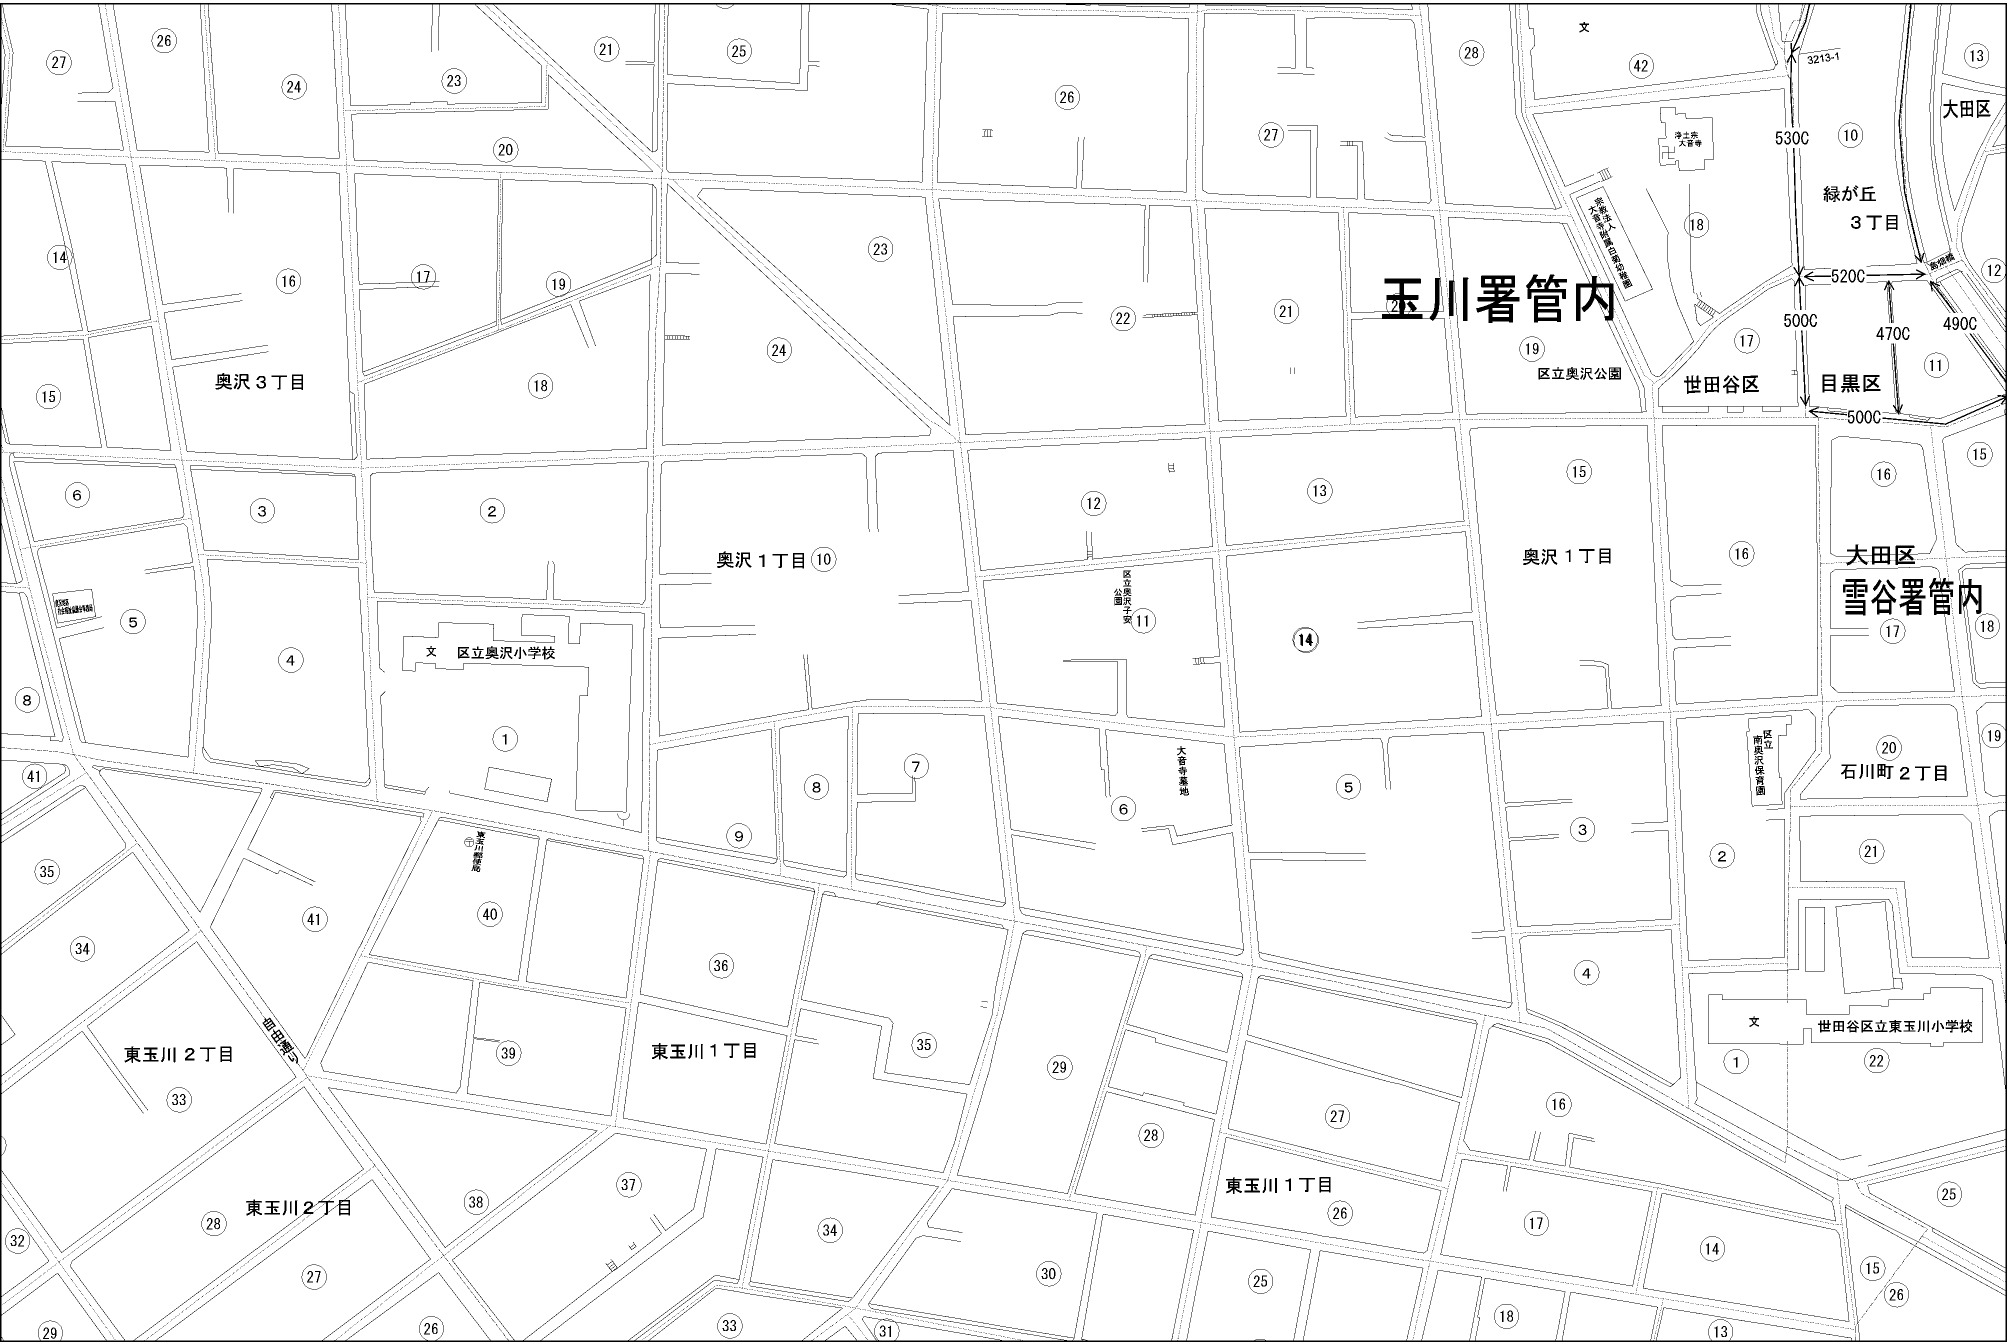 27
26
24
23
21
25
26
28
文
42
3213-1
13
大田区
20
27
浄土宗
大音寺
530C
10
緑が丘
3丁目
14
16
17
19
23
22
21
20
玉川署管内
宗教法人
大音寺附属白菊幼稚園
18
520C
12
500C
470C
490C
15
奥沢3丁目
18
24
19
区立奥沢公園
17
世田谷区
目黒区
11
500C
6
3
2
12
13
15
16
16
15
奥沢1丁目
10
奥沢1丁目
大田区
雪谷署管内
5
4
文
区立奥沢小学校
区立奥沢子安
公園
11
14
17
18
8
1
41
9
8
7
大音寺墓地
6
5
3
2
区立
南奥沢保育園
20
石川町2丁目
19
21
35
34
41
東玉川郵便局
40
36
35
29
4
文
世田谷区立東玉川小学校
1
22
自由通り
東玉川2丁目
33
39
東玉川1丁目
28
27
16
東玉川2丁目
28
38
37
34
30
東玉川1丁目
26
17
14
25
32
27
25
15
26
29
26
33
31
18
13